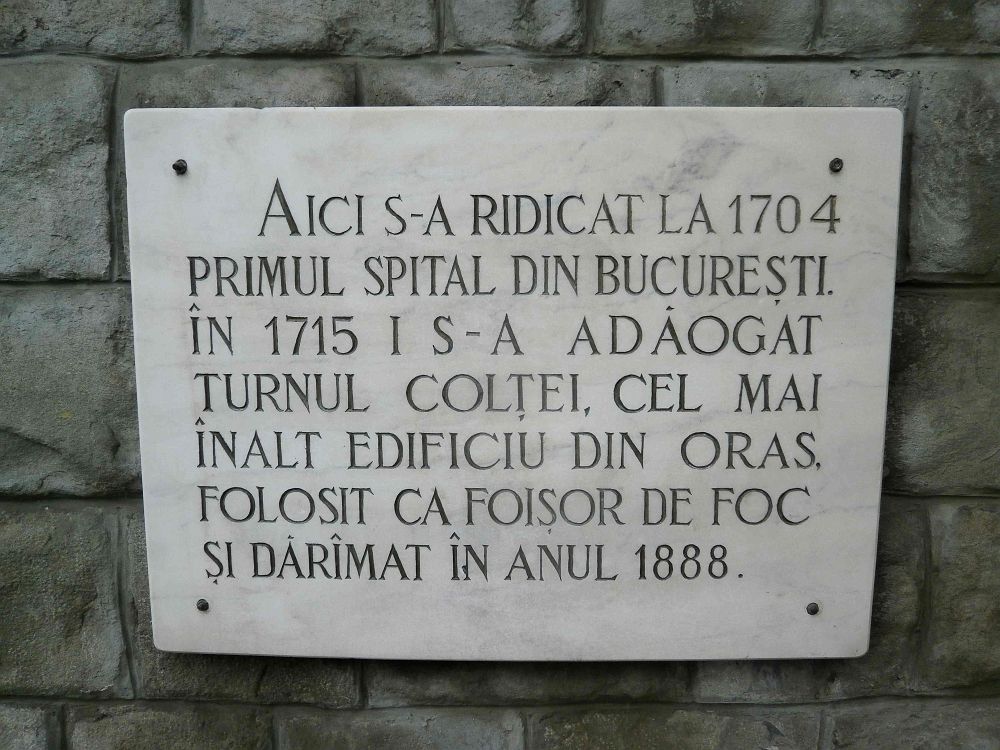 AICI S-A RIDICAT LA 1704
PRIMUL SPITAL DIN BUCUREȘTI.
ÎN 1715 I S-A ADĂOGAT
TURNUL COLȚEI, CEL MAI
ÎNALT EDIFICIU DIN ORAS,
FOLOSIT CA FOIȘOR DE FOC
ȘI DĂRÎMAT ÎN ANUL 1888.